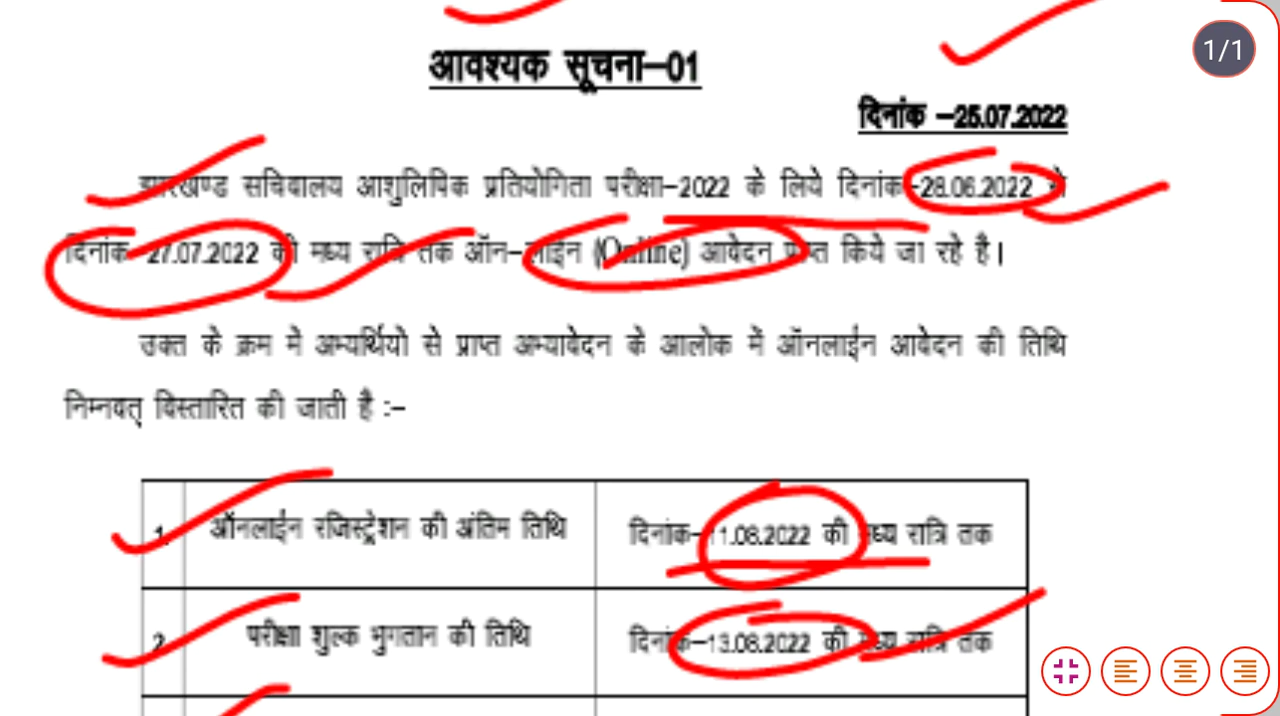 1/1
आवश्यक सूचना–01
दिनांक –25.07.2022
झारखण्ड सचिवालय आशुलिपिक प्रतियोगिता परीक्षा–2022 के लिये दिनांक–28.06.2022 से
दिनांक–27.07.2022 की मध्य रात्रि तक ऑन–लाईन (Online) आवेदन प्राप्त किये जा रहे है।
उक्त के क्रम मे अभ्यर्थियो से प्राप्त अभ्यावेदन के आलोक में ऑनलाईन आवेदन की तिथि
निम्नवत् विस्तारित की जाती है :–
1. ऑनलाईन रजिस्ट्रेशन की अंतिम तिथि दिनांक–11.08.2022 की मध्य रात्रि तक
2. परीक्षा शुल्क भुगतान की तिथि दिनांक–13.08.2022 की मध्य रात्रि तक